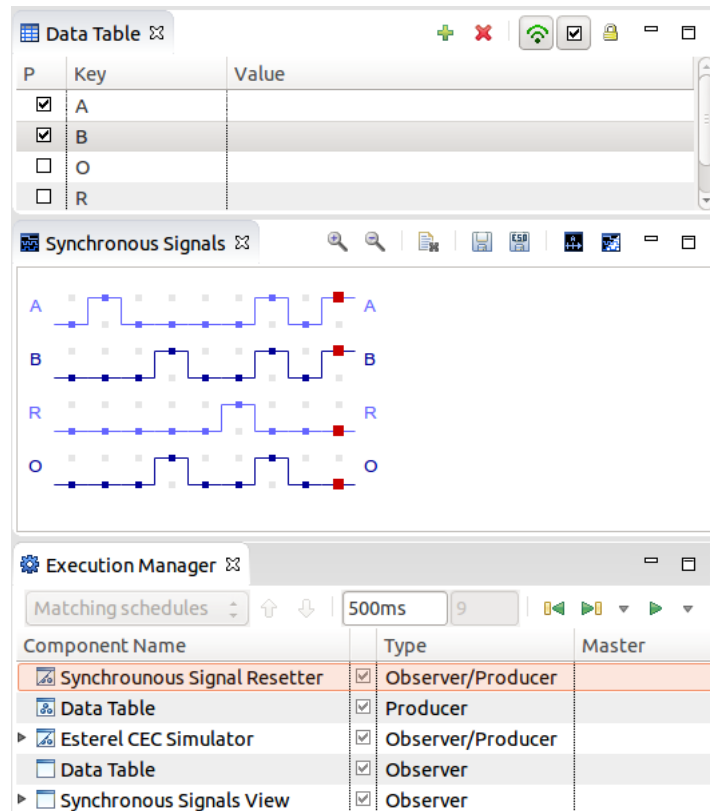 Data Table
P Key Value
A
B
O
R
Synchronous Signals
A A
B B
R R
O O
Execution Manager
Matching schedules 500ms 9
Component Name Type Master
Synchrounous Signal Resetter Observer/Producer
Data Table Producer
Esterel CEC Simulator Observer/Producer
Data Table Observer
Synchronous Signals View Observer